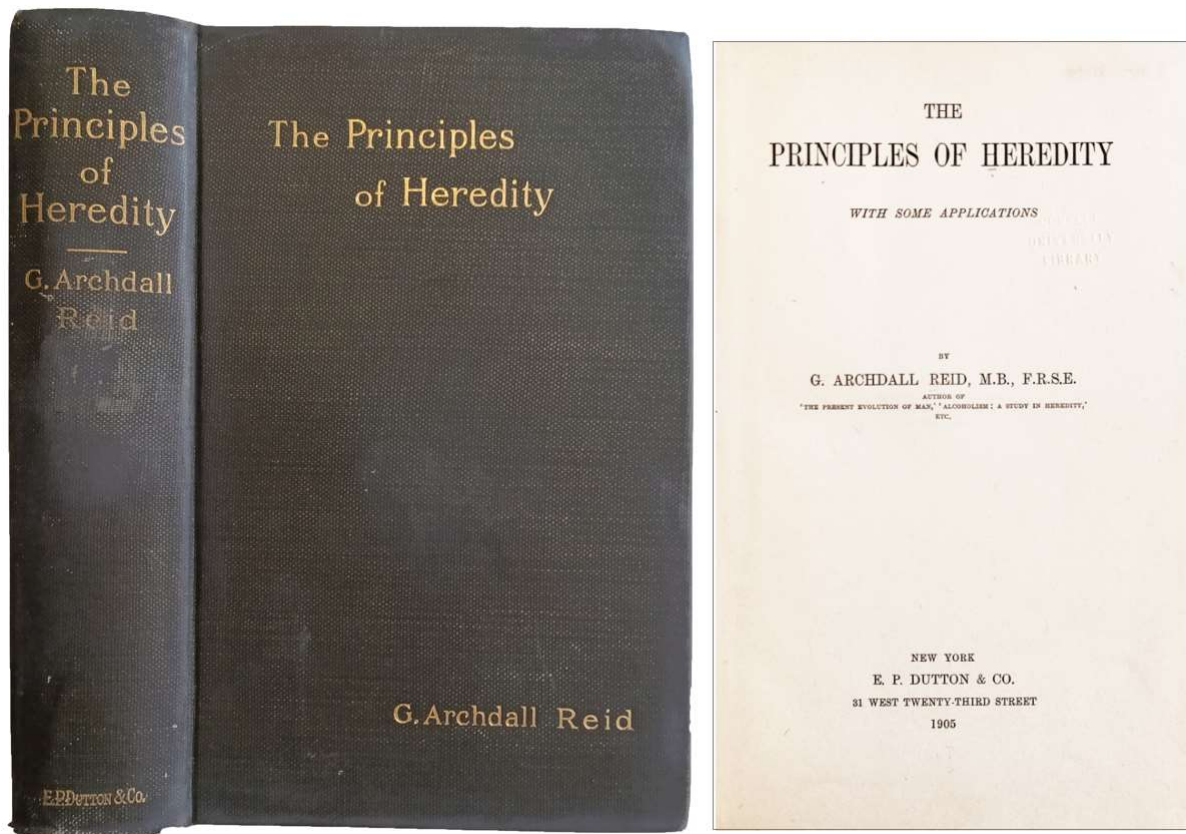 The
Principles
of
Heredity
G. Archdall
Reid
E.P. DUTTON & CO.
The Principles
of Heredity
G. Archdall Reid
THE
PRINCIPLES OF HEREDITY
WITH SOME APPLICATIONS
LIBRARY
BY
G. ARCHDALL REID, M.B., F.R.S.E.
AUTHOR OF
'THE PRESENT EVOLUTION OF MAN,' 'ALCOHOLISM; A STUDY IN HEREDITY,'
ETC.
NEW YORK
E. P. DUTTON & CO.
31 WEST TWENTY-THIRD STREET
1905